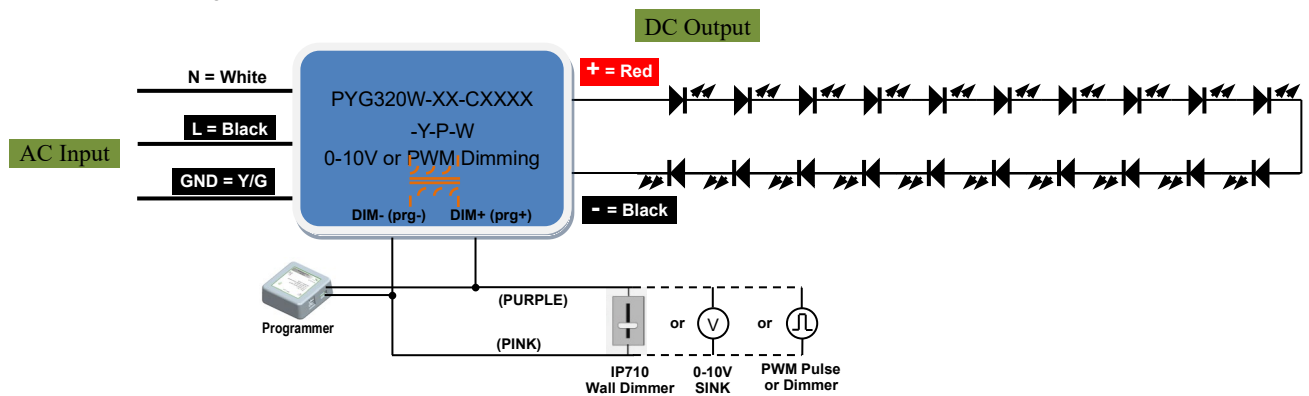 DC Output
+ = Red
N = White
L = Black
AC Input
GND = Y/G
PYG320W-XX-CXXXX
-Y-P-W
0-10V or PWM Dimming
DIM- (prg-) DIM+ (prg+)
- = Black
Programmer
(PURPLE)
(PINK)
or
V
or
IP710
Wall Dimmer
0-10V
SINK
PWM Pulse
or Dimmer